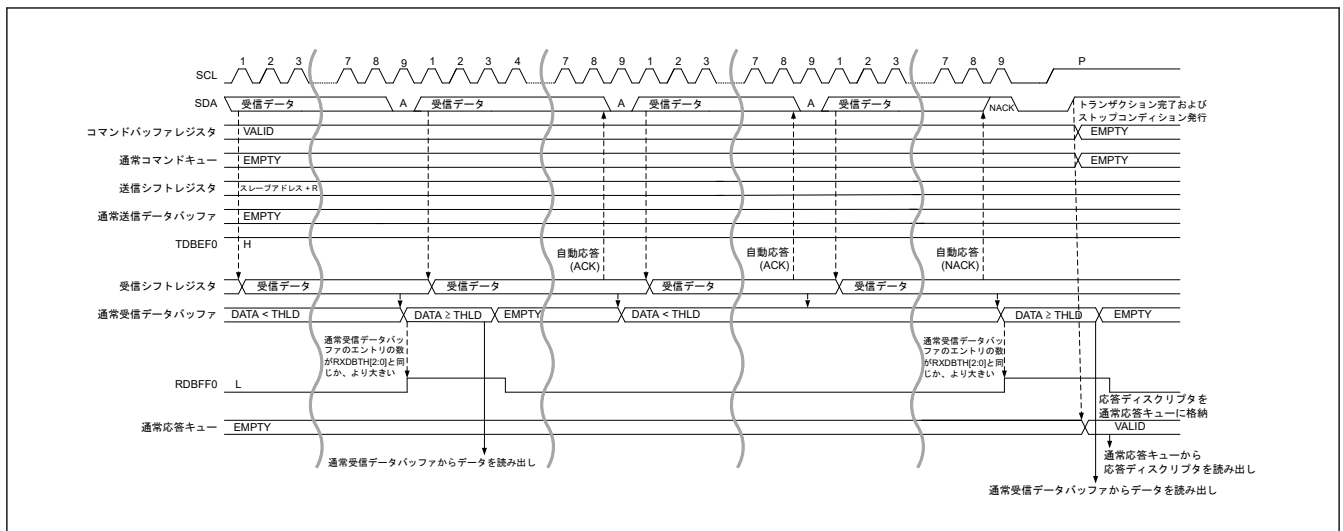 1 2 3 7 8 9 1 2 3 4 7 8 9 1 2 3 7 8 9 1 2 3 7 8 9 P
SCL
SDA 受信データ A 受信データ A 受信データ A 受信データ NACK トランザクション完了および
ストップコンディション発行
コマンドバッファレジスタ VALID EMPTY
通常コマンドキュー EMPTY EMPTY
送信シフトレジスタ スレーブアドレス + R
通常送信データバッファ EMPTY
TDBEF0 H
自動応答
(ACK)
自動応答
(ACK)
自動応答
(NACK)
受信シフトレジスタ 受信データ 受信データ 受信データ 受信データ
通常受信データバッファ DATA < THLD DATA ≥ THLD EMPTY DATA < THLD DATA ≥ THLD EMPTY
通常受信データバッ
ファのエントリの数
がRXDBTH[2:0]と同
じか、より大きい
通常受信データバッ
ファのエントリの数
がRXDBTH[2:0]と同
じか、より大きい
RDBFF0 L
応答ディスクリプタを
通常応答キューに格納
通常応答キュー EMPTY VALID
通常応答キューから
応答ディスクリプタを読み出し
通常受信データバッファからデータを読み出し
通常受信データバッファからデータを読み出し